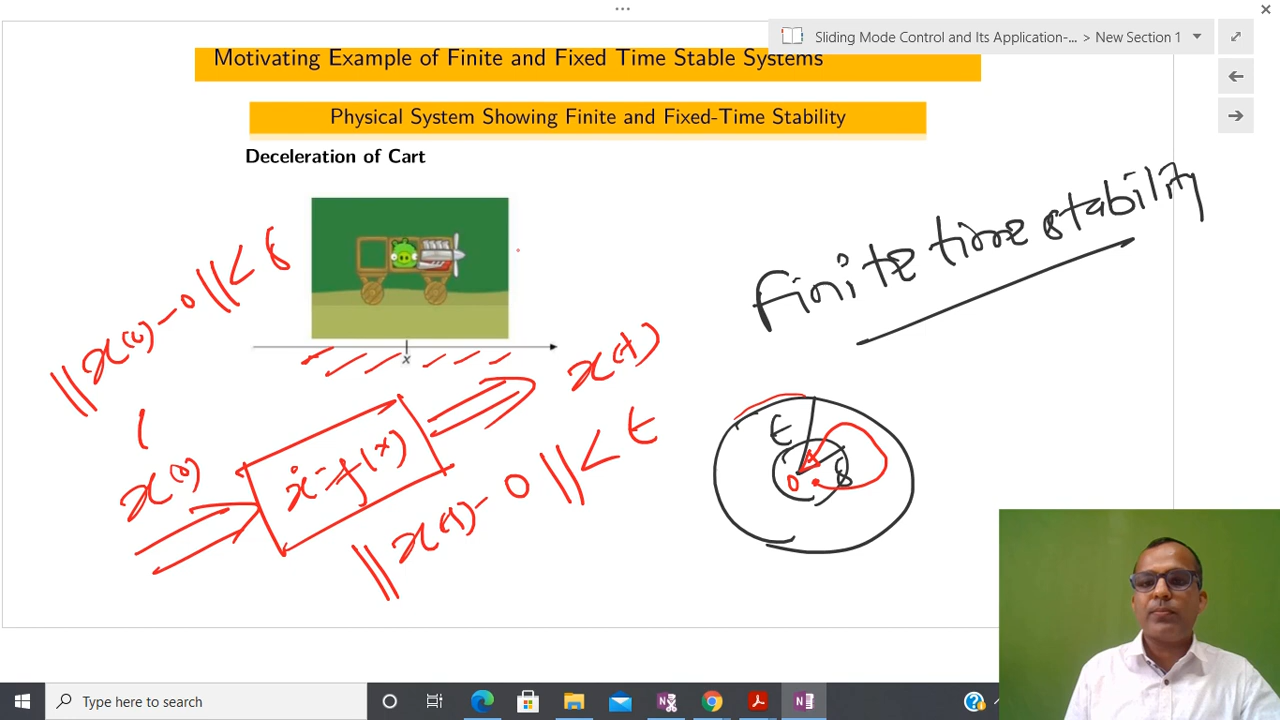 Sliding Mode Control and Its Application-... > New Section 1
Motivating Example of Finite and Fixed Time Stable Systems
Physical System Showing Finite and Fixed-Time Stability
Deceleration of Cart
x
Finite time stability
||x(0) - 0|| < δ
x(0)
ẋ = f(x)
x(t)
||x(t) - 0|| < ε
ε
δ
0
Type here to search